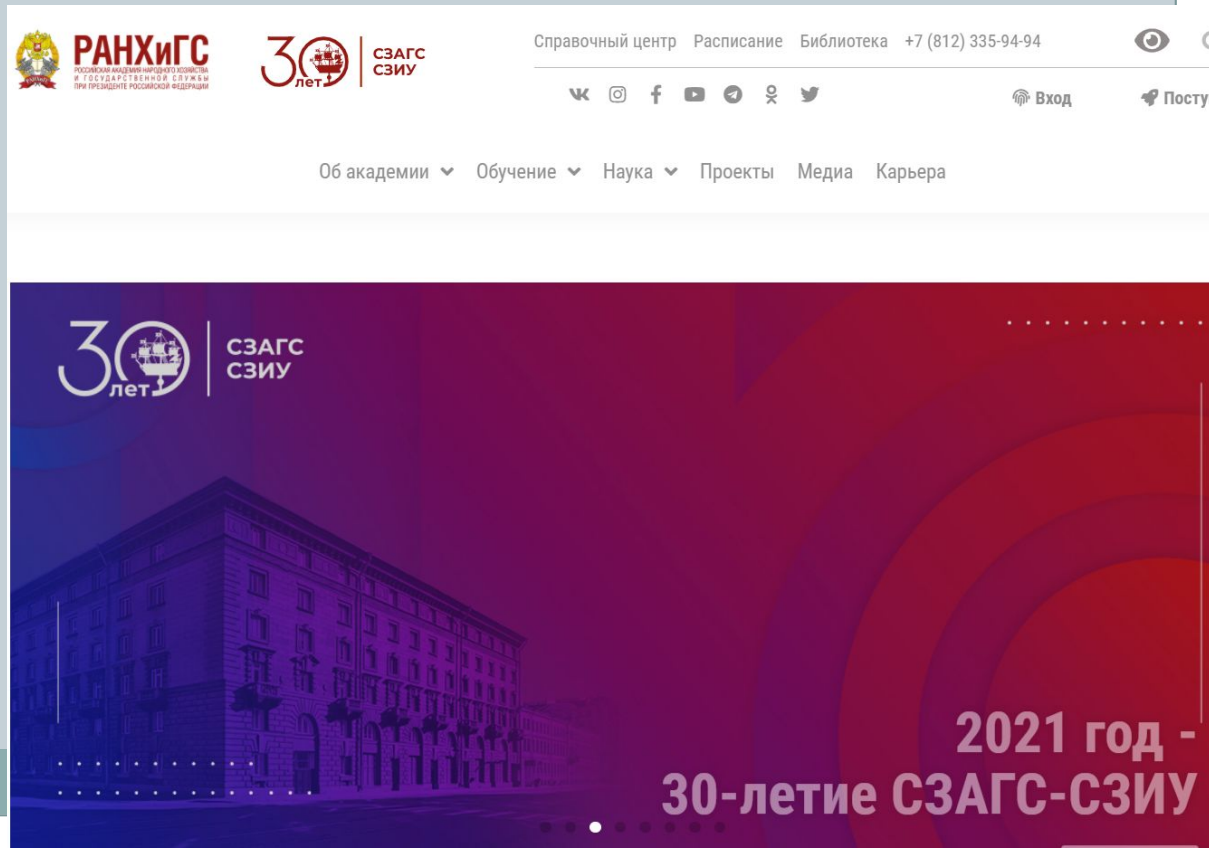 РАНХиГС
РОССИЙСКАЯ АКАДЕМИЯ НАРОДНОГО ХОЗЯЙСТВА
И ГОСУДАРСТВЕННОЙ СЛУЖБЫ
ПРИ ПРЕЗИДЕНТЕ РОССИЙСКОЙ ФЕДЕРАЦИИ
30 лет
СЗАГС
СЗИУ
Справочный центр Расписание Библиотека +7 (812) 335-94-94
Вход
Об академии Обучение Наука Проекты Медиа Карьера
30 лет
СЗАГС
СЗИУ
2021 год -
30-летие СЗАГС-СЗИУ